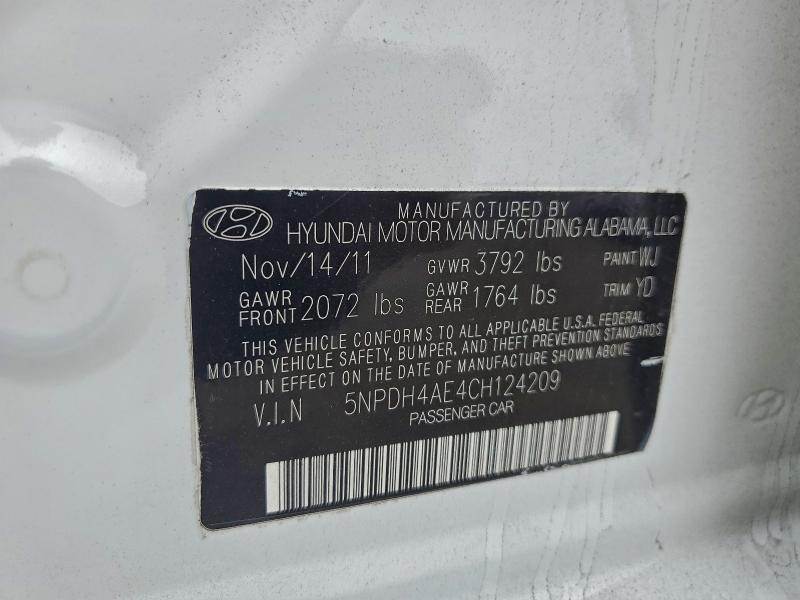 MANUFACTURED BY
HYUNDAI MOTOR MANUFACTURING ALABAMA, LLC
Nov/14/11 GVWR 3792 lbs PAINT WJ
GAWR FRONT 2072 lbs GAWR REAR 1764 lbs TRIM YD
THIS VEHICLE CONFORMS TO ALL APPLICABLE U.S.A. FEDERAL
MOTOR VEHICLE SAFETY, BUMPER, AND THEFT PREVENTION STANDARDS
IN EFFECT ON THE DATE OF MANUFACTURE SHOWN ABOVE
V.I.N 5NPDH4AE4CH124209
PASSENGER CAR